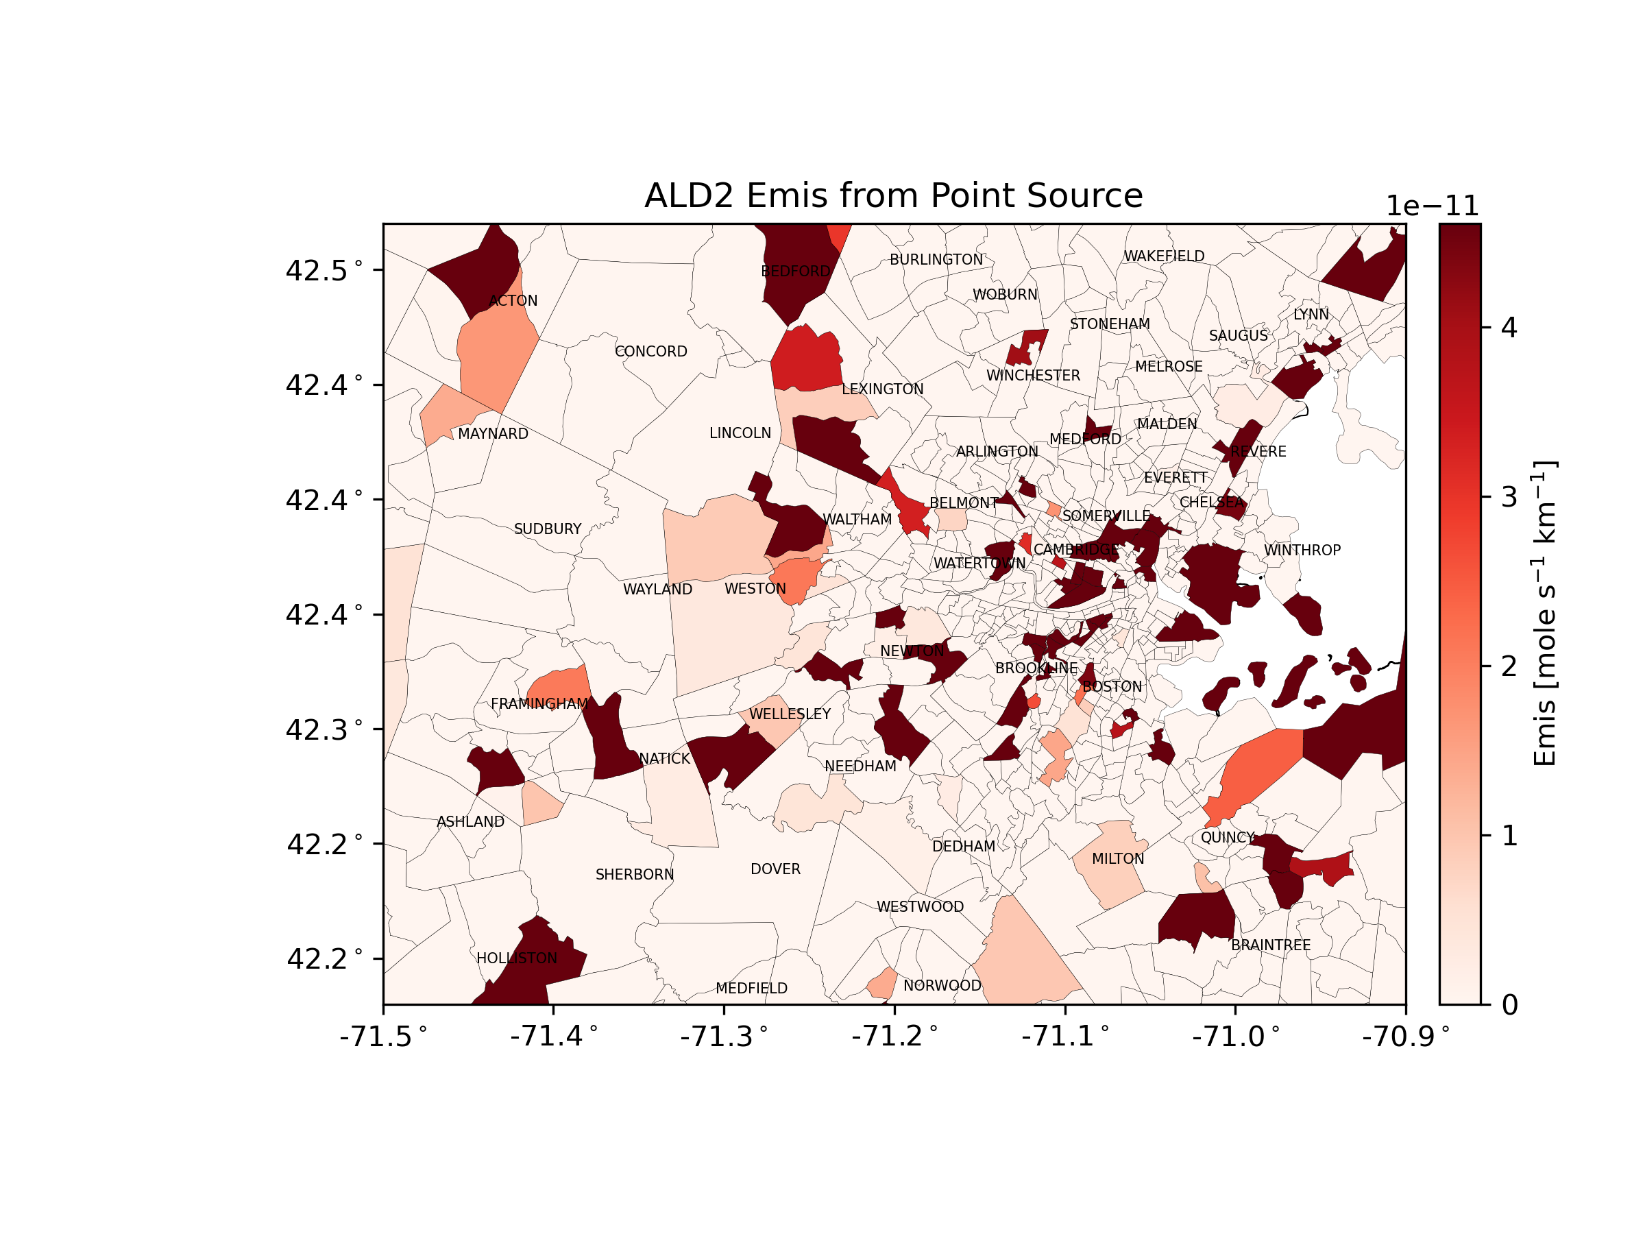 ALD2 Emis from Point Source
1e−11
42.5°
42.4°
42.4°
42.4°
42.3°
42.2°
42.2°
-71.5°
-71.4°
-71.3°
-71.2°
-71.1°
-71.0°
-70.9°
4
3
2
1
0
Emis [mole s⁻¹ km⁻¹]
BEDFORD
BURLINGTON
WAKEFIELD
ACTON
WOBURN
LYNN
STONEHAM
SAUGUS
CONCORD
WINCHESTER
MELROSE
LEXINGTON
MAYNARD
LINCOLN
ARLINGTON
MEDFORD
MALDEN
REVERE
EVERETT
BELMONT
CHELSEA
SUDBURY
WALTHAM
SOMERVILLE
WATERTOWN
CAMBRIDGE
WINTHROP
WAYLAND
WESTON
NEWTON
BROOKLINE
BOSTON
FRAMINGHAM
WELLESLEY
NATICK
NEEDHAM
ASHLAND
QUINCY
DEDHAM
MILTON
SHERBORN
DOVER
WESTWOOD
BRAINTREE
HOLLISTON
MEDFIELD
NORWOOD